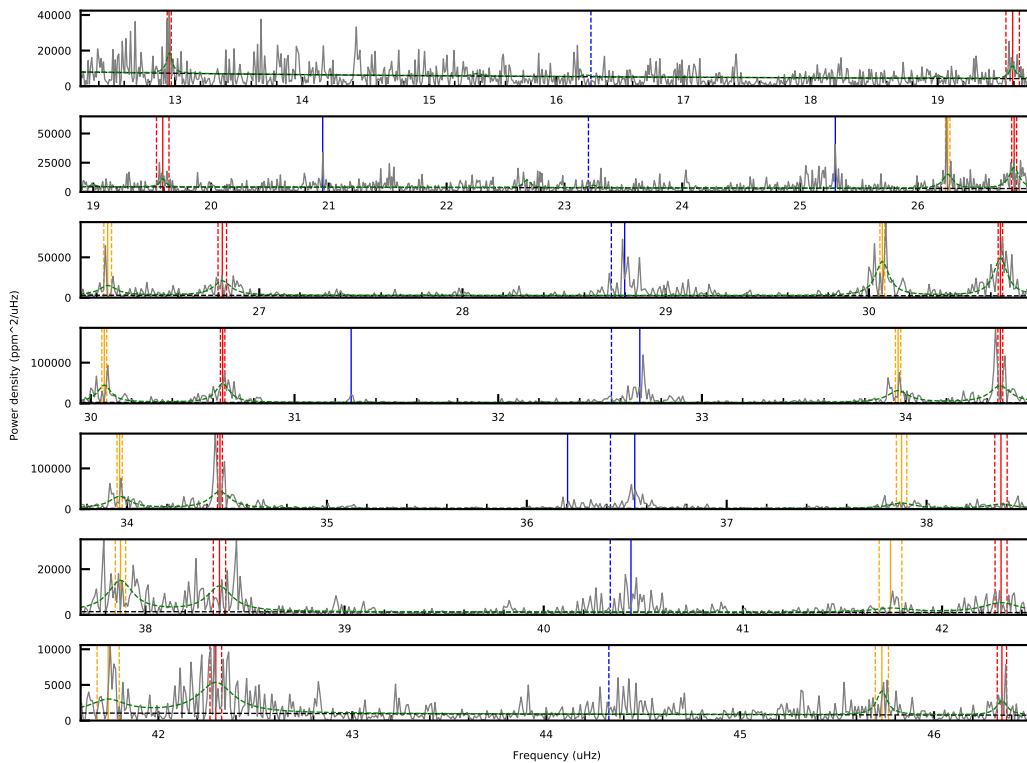 40000
20000
0
13 14 15 16 17 18 19
50000
25000
0
19 20 21 22 23 24 25 26
50000
0
27 28 29 30
100000
0
30 31 32 33 34
100000
0
34 35 36 37 38
20000
0
38 39 40 41 42
10000
5000
0
42 43 44 45 46
Power density (ppm^2/uHz)
Frequency (uHz)